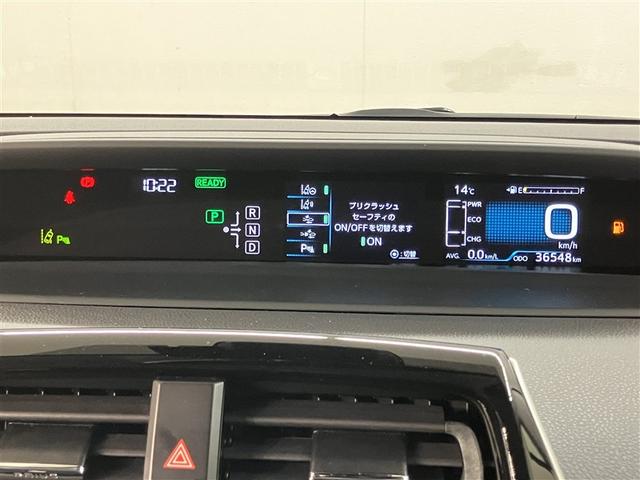 10:22
READY
P
R
N
D
プリクラッシュ
セーフティの
ON/OFFを切替えます
ON
:切替
14℃
E
F
PWR
ECO
CHG
0
km/h
AVG. 0.0km/L
ODO 36548km